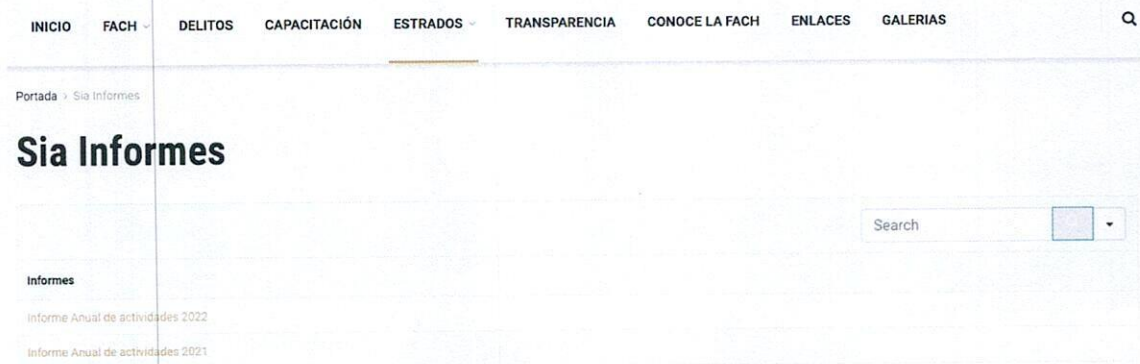 INICIO FACH DELITOS CAPACITACIÓN ESTRADOS TRANSPARENCIA CONOCE LA FACH ENLACES GALERIAS
Portada > Sia Informes
Sia Informes
Search
Informes
Informe Anual de actividades 2022
Informe Anual de actividades 2021